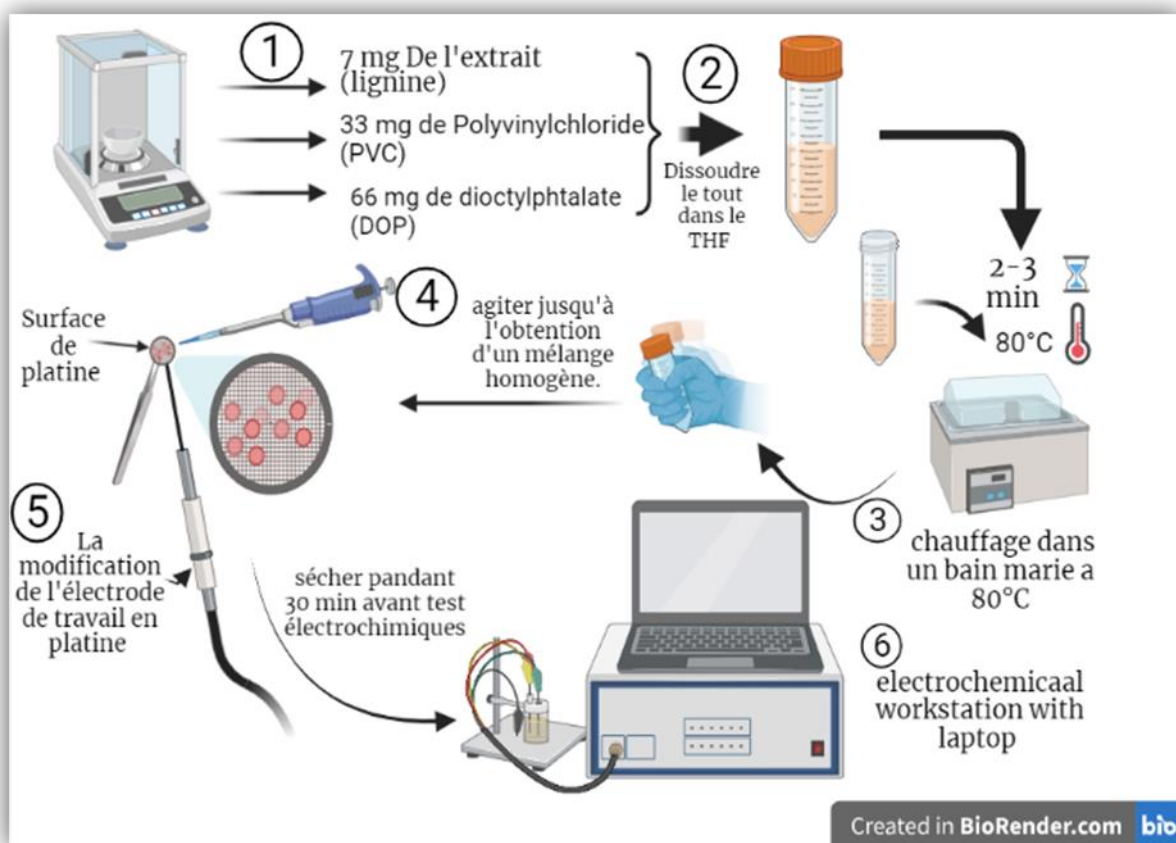 1
7 mg De l'extrait
(lignine)
33 mg de Polyvinylchloride
(PVC)
66 mg de dioctylphtalate
(DOP)
2
Dissoudre
le tout
dans le
THF
2-3
min
80°C
3
chauffage dans
un bain marie a
80°C
4
agiter jusqu'à
l'obtention
d'un mélange
homogène.
Surface
de
platine
5
La
modification
de l'électrode
de travail en
platine
sécher pandant
30 min avant test
électrochimiques
6
electrochemicaal
workstation with
laptop
Created in BioRender.com bio